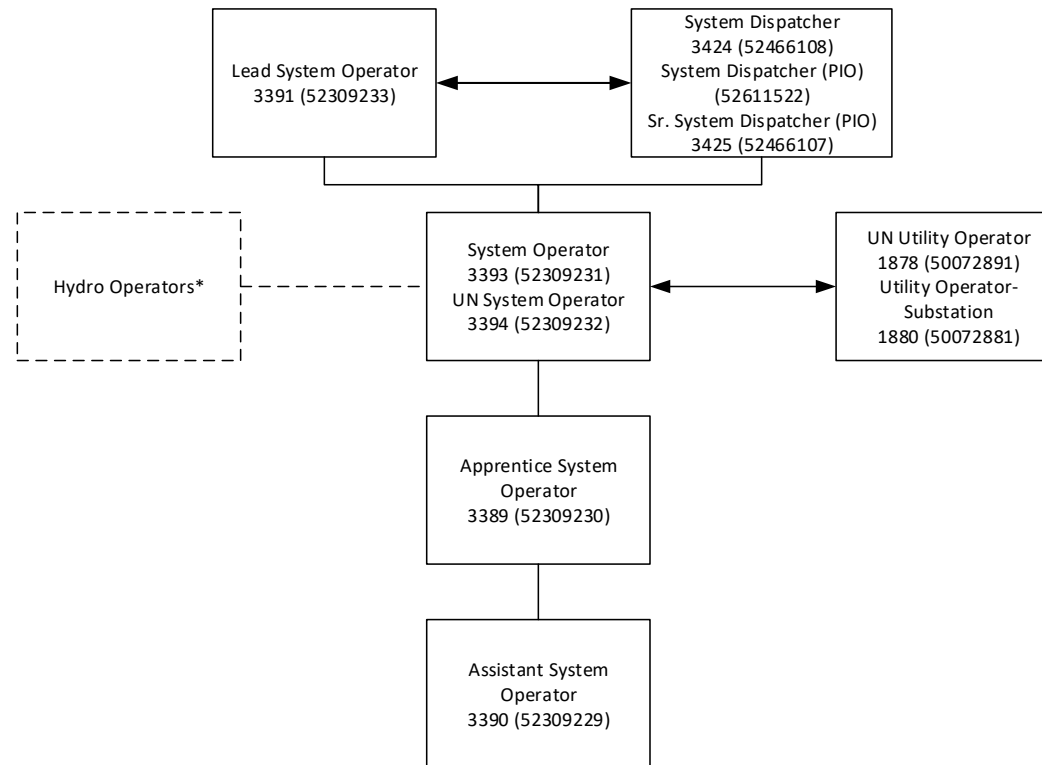 Lead System Operator
3391 (52309233)
System Dispatcher
3424 (52466108)
System Dispatcher (PIO)
(52611522
Sr. System Dispatcher (PIO)
3425 (52466107)
Hydro Operators*
System Operator
3393 (52309231)
UN System Operator
3394 (52309232)
UN Utility Operator
1878 (50072891)
Utility Operator-
Substation
1880 (50072881)
Apprentice System
Operator
3389 (52309230)
Assistant System
Operator
3390 (52309229)